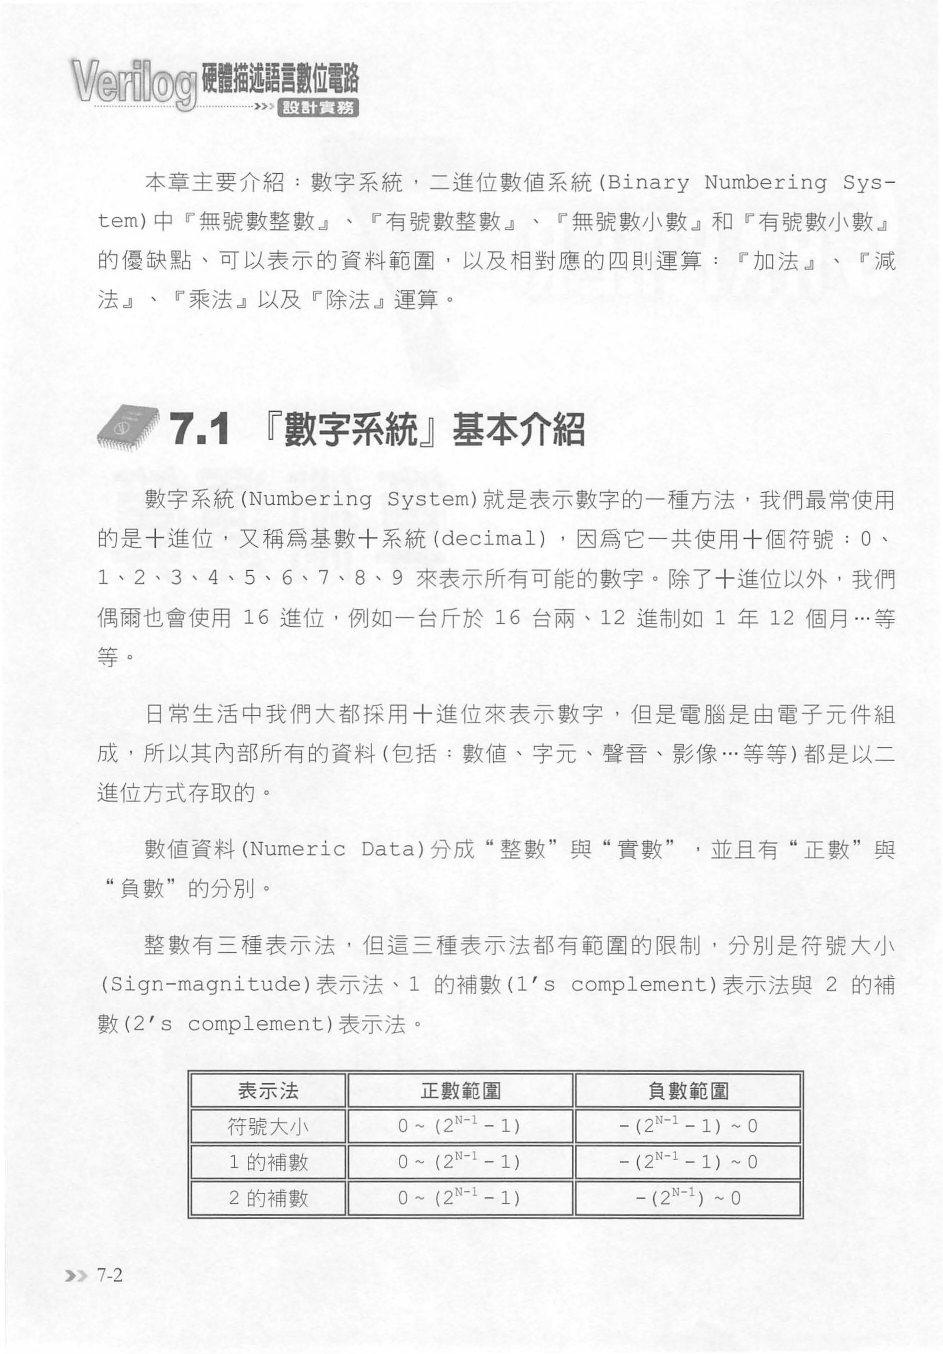 Verilog 硬體描述語言數位電路
>>> 設計實務
本章主要介紹：數字系統，二進位數值系統(Binary Numbering Sys-
tem)中『無號數整數』、『有號數整數』、『無號數小數』和『有號數小數』
的優缺點、可以表示的資料範圍，以及相對應的四則運算：『加法』、『減
法』、『乘法』以及『除法』運算。
7.1 『數字系統』基本介紹
數字系統(Numbering System)就是表示數字的一種方法，我們最常使用
的是十進位，又稱為基數十系統(decimal)，因為它一共使用十個符號：0、
1、2、3、4、5、6、7、8、9 來表示所有可能的數字。除了十進位以外，我們
偶爾也會使用 16 進位，例如一台斤於 16 台兩、12 進制如 1 年 12 個月…等
等。
日常生活中我們大都採用十進位來表示數字，但是電腦是由電子元件組
成，所以其內部所有的資料(包括：數值、字元、聲音、影像…等等)都是以二
進位方式存取的。
數值資料(Numeric Data)分成“整數”與“實數”，並且有“正數”與
“負數”的分別。
整數有三種表示法，但這三種表示法都有範圍的限制，分別是符號大小
(Sign-magnitude)表示法、1 的補數(1's complement)表示法與 2 的補
數(2's complement)表示法。
表示法 正數範圍 負數範圍
符號大小 0 ~ (2^N-1 - 1) -(2^N-1 - 1) ~ 0
1 的補數 0 ~ (2^N-1 - 1) -(2^N-1 - 1) ~ 0
2 的補數 0 ~ (2^N-1 - 1) -(2^N-1) ~ 0
>> 7-2